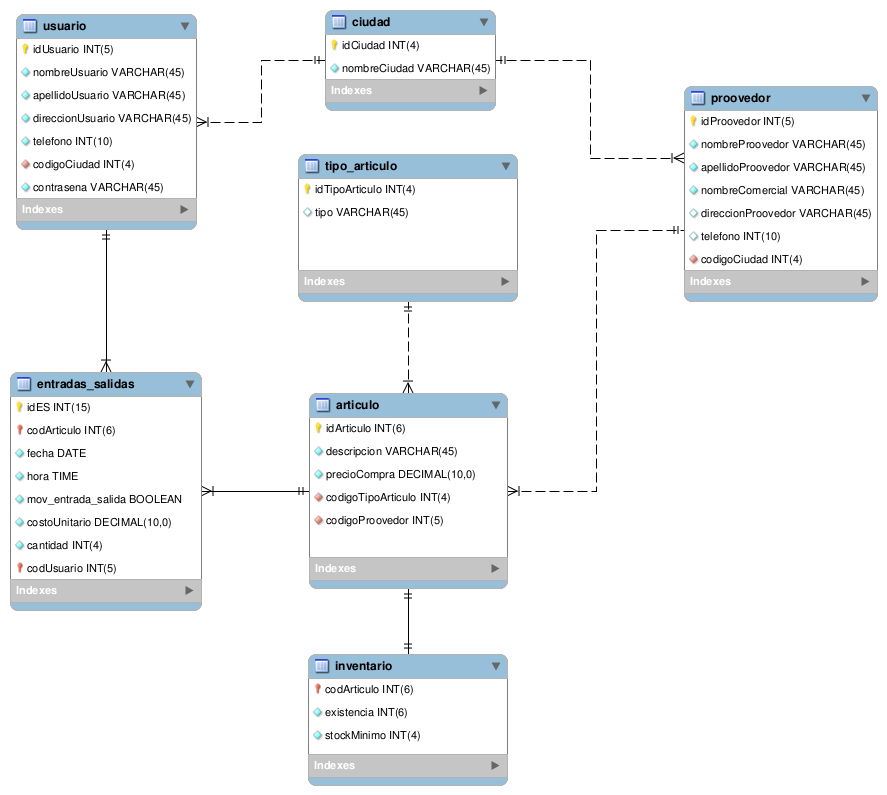 usuario
idUsuario INT(5)
nombreUsuario VARCHAR(45)
apellidoUsuario VARCHAR(45)
direccionUsuario VARCHAR(45)
telefono INT(10)
codigoCiudad INT(4)
contrasena VARCHAR(45)
Indexes
ciudad
idCiudad INT(4)
nombreCiudad VARCHAR(45)
Indexes
proovedor
idProovedor INT(5)
nombreProovedor VARCHAR(45)
apellidoProovedor VARCHAR(45)
nombreComercial VARCHAR(45)
direccionProovedor VARCHAR(45)
telefono INT(10)
codigoCiudad INT(4)
Indexes
tipo_articulo
idTipoArticulo INT(4)
tipo VARCHAR(45)
Indexes
entradas_salidas
idES INT(15)
codArticulo INT(6)
fecha DATE
hora TIME
mov_entrada_salida BOOLEAN
costoUnitario DECIMAL(10,0)
cantidad INT(4)
codUsuario INT(5)
Indexes
articulo
idArticulo INT(6)
descripcion VARCHAR(45)
precioCompra DECIMAL(10,0)
codigoTipoArticulo INT(4)
codigoProovedor INT(5)
Indexes
inventario
codArticulo INT(6)
existencia INT(6)
stockMinimo INT(4)
Indexes